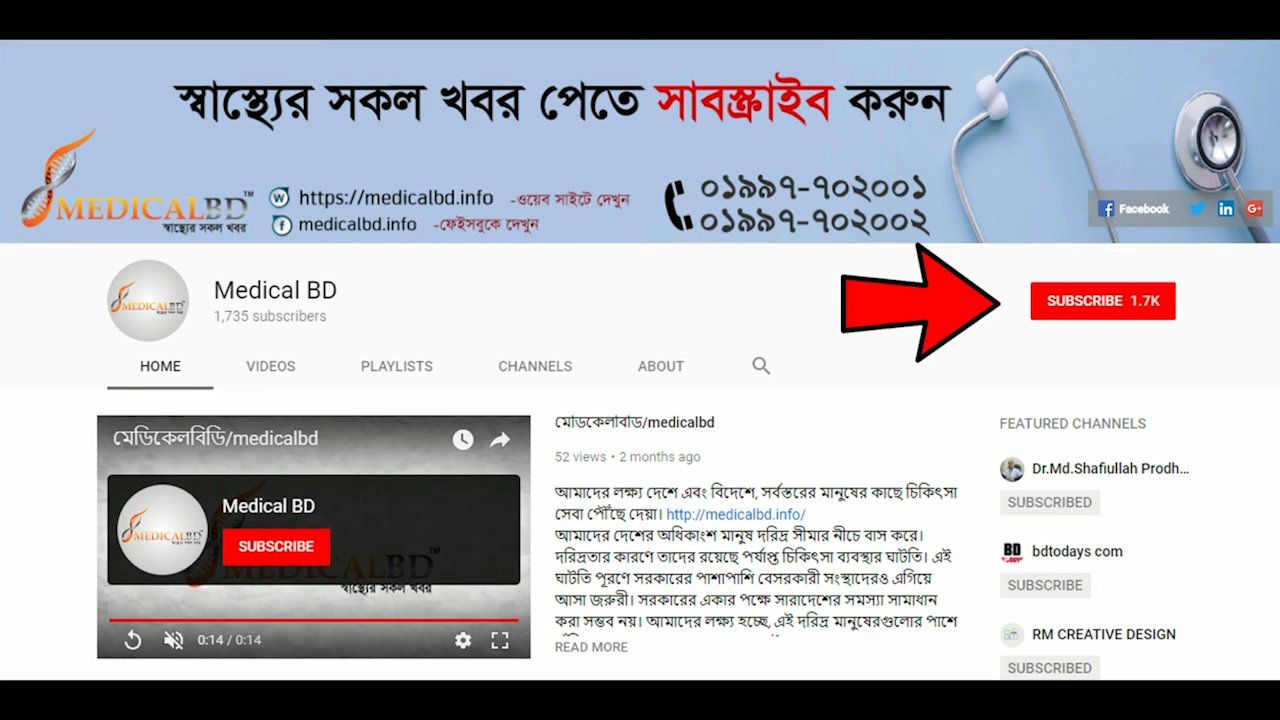 স্বাস্থ্যের সকল খবর পেতে সাবস্ক্রাইব করুন
MEDICALBD™
স্বাস্থ্যের সকল খবর
https://medicalbd.info -ওয়েব সাইটে দেখুন
medicalbd.info -ফেইসবুকে দেখুন
০১৯৯৭-৭০২০০১
০১৯৯৭-৭০২০০২
Facebook
Medical BD
1,735 subscribers
SUBSCRIBE 1.7K
HOME VIDEOS PLAYLISTS CHANNELS ABOUT
মেডিকেলবিডি/medicalbd
Medical BD
SUBSCRIBE
MEDICALBD™
স্বাস্থ্যের সকল খবর
0:14 / 0:14
/medicalbd
52 views • 2 months ago
আমাদের লক্ষ্য দেশে এবং বিদেশে, সর্বস্তরের মানুষের কাছে চিকিৎসা
সেবা পৌঁছে দেয়া। http://medicalbd.info/
আমাদের দেশের অধিকাংশ মানুষ দরিদ্র সীমার নীচে বাস করে।
দরিদ্রতার কারণে তাদের রয়েছে পর্যাপ্ত চিকিৎসা ব্যবস্থার ঘাটতি। এই
ঘাটতি পূরণে সরকারের পাশাপাশি বেসরকারী সংস্থাদেরও এগিয়ে
আসা জরুরী। সরকারের একার পক্ষে সারাদেশের সমস্যা সামাধান
করা সম্ভব নয়। আমাদের লক্ষ্য হচ্ছে, এই দরিদ্র মানুষেরগুলোর পাশে
READ MORE
FEATURED CHANNELS
Dr.Md.Shafiullah Prodh...
SUBSCRIBED
bdtodays com
SUBSCRIBE
RM CREATIVE DESIGN
SUBSCRIBED